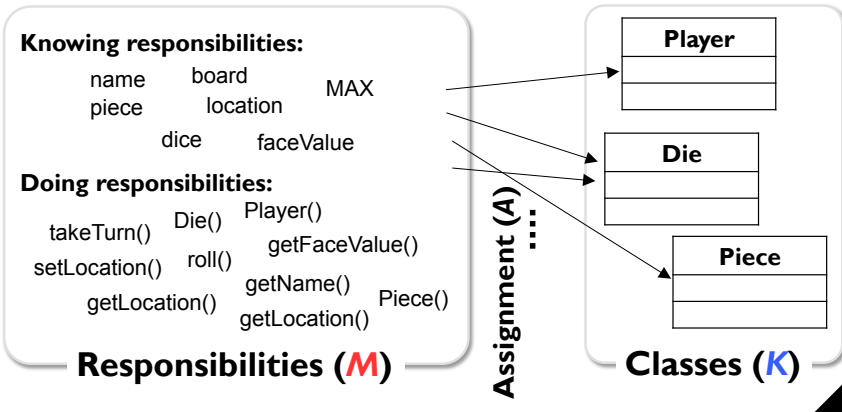 Knowing responsibilities:
name board MAX
piece location
dice faceValue
Doing responsibilities:
takeTurn() Die() Player()
setLocation() roll() getFaceValue()
getLocation() getName() Piece()
getLocation()
Responsibilities (M)
Assignment (A)
....
Player
Die
Piece
Classes (K)